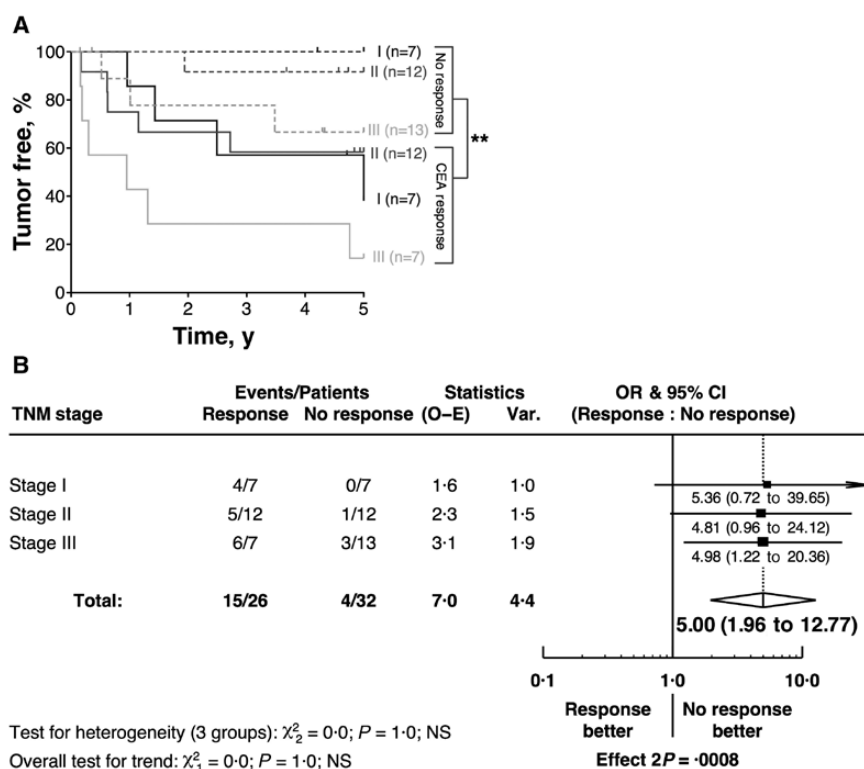 A
Tumor free, %
100
80
60
40
20
0
0 1 2 3 4 5
Time, y
I (n=7)
II (n=12)
III (n=13)
II (n=12)
I (n=7)
III (n=7)
No response
CEA response
**
B
Events/Patients Statistics OR & 95% CI
TNM stage Response No response (O–E) Var. (Response : No response)
Stage I 4/7 0/7 1·6 1·0
5.36 (0.72 to 39.65)
Stage II 5/12 1/12 2·3 1·5
4.81 (0.96 to 24.12)
Stage III 6/7 3/13 3·1 1·9
4.98 (1.22 to 20.36)
Total: 15/26 4/32 7·0 4·4
5.00 (1.96 to 12.77)
0·1 1·0 10·0
Response better
No response better
Test for heterogeneity (3 groups): χ²₂ = 0·0; P = 1·0; NS
Overall test for trend: χ²₁ = 0·0; P = 1·0; NS
Effect 2P = ·0008